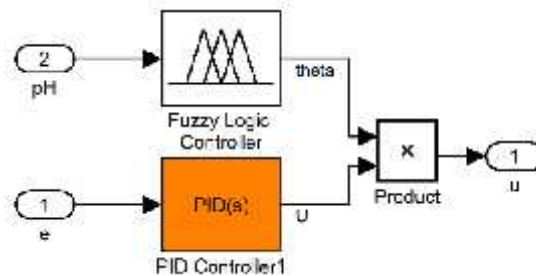 2
pH
theta
Fuzzy Logic
Controller
×
1
u
Product
1
e
PID(s)
U
PID Controller1